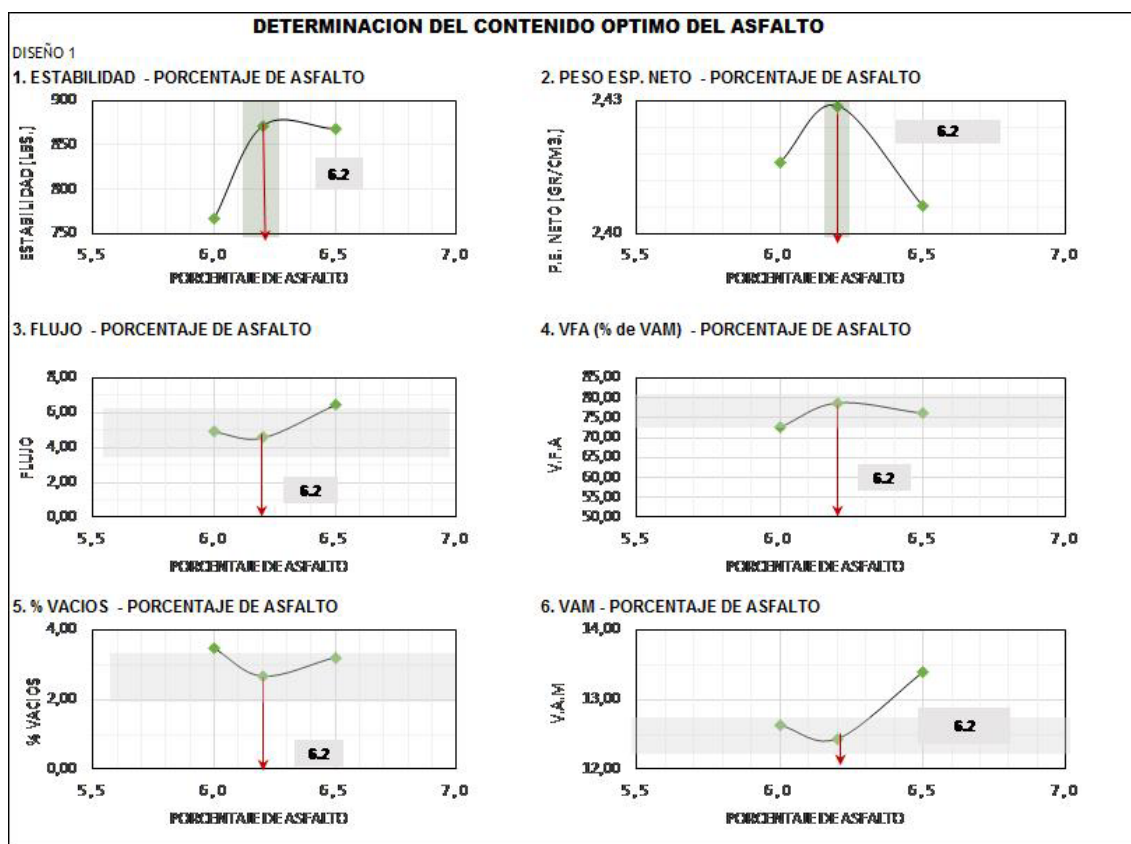 DETERMINACION DEL CONTENIDO OPTIMO DEL ASFALTO
DISEÑO 1
1. ESTABILIDAD - PORCENTAJE DE ASFALTO
ESTABILIDAD [LBS.]
900
850
800
750
5,5 6,0 6,5 7,0
6.2
PORCENTAJE DE ASFALTO
2. PESO ESP. NETO - PORCENTAJE DE ASFALTO
P.E. NETO [GR/CM3.]
2,43
2,40
5,5 6,0 6,5 7,0
6.2
PORCENTAJE DE ASFALTO
3. FLUJO - PORCENTAJE DE ASFALTO
FLUJO
8,00
6,00
4,00
2,00
0,00
5,5 6,0 6,5 7,0
6.2
PORCENTAJE DE ASFALTO
4. VFA (% de VAM) - PORCENTAJE DE ASFALTO
V.F.A
85,00
80,00
75,00
70,00
65,00
60,00
55,00
50,00
5,5 6,0 6,5 7,0
6.2
PORCENTAJE DE ASFALTO
5. % VACIOS - PORCENTAJE DE ASFALTO
% VACIOS
4,00
2,00
0,00
5,5 6,0 6,5 7,0
6.2
PORCENTAJE DE ASFALTO
6. VAM - PORCENTAJE DE ASFALTO
V.A.M
14,00
13,00
12,00
5,5 6,0 6,5 7,0
6.2
PORCENTAJE DE ASFALTO